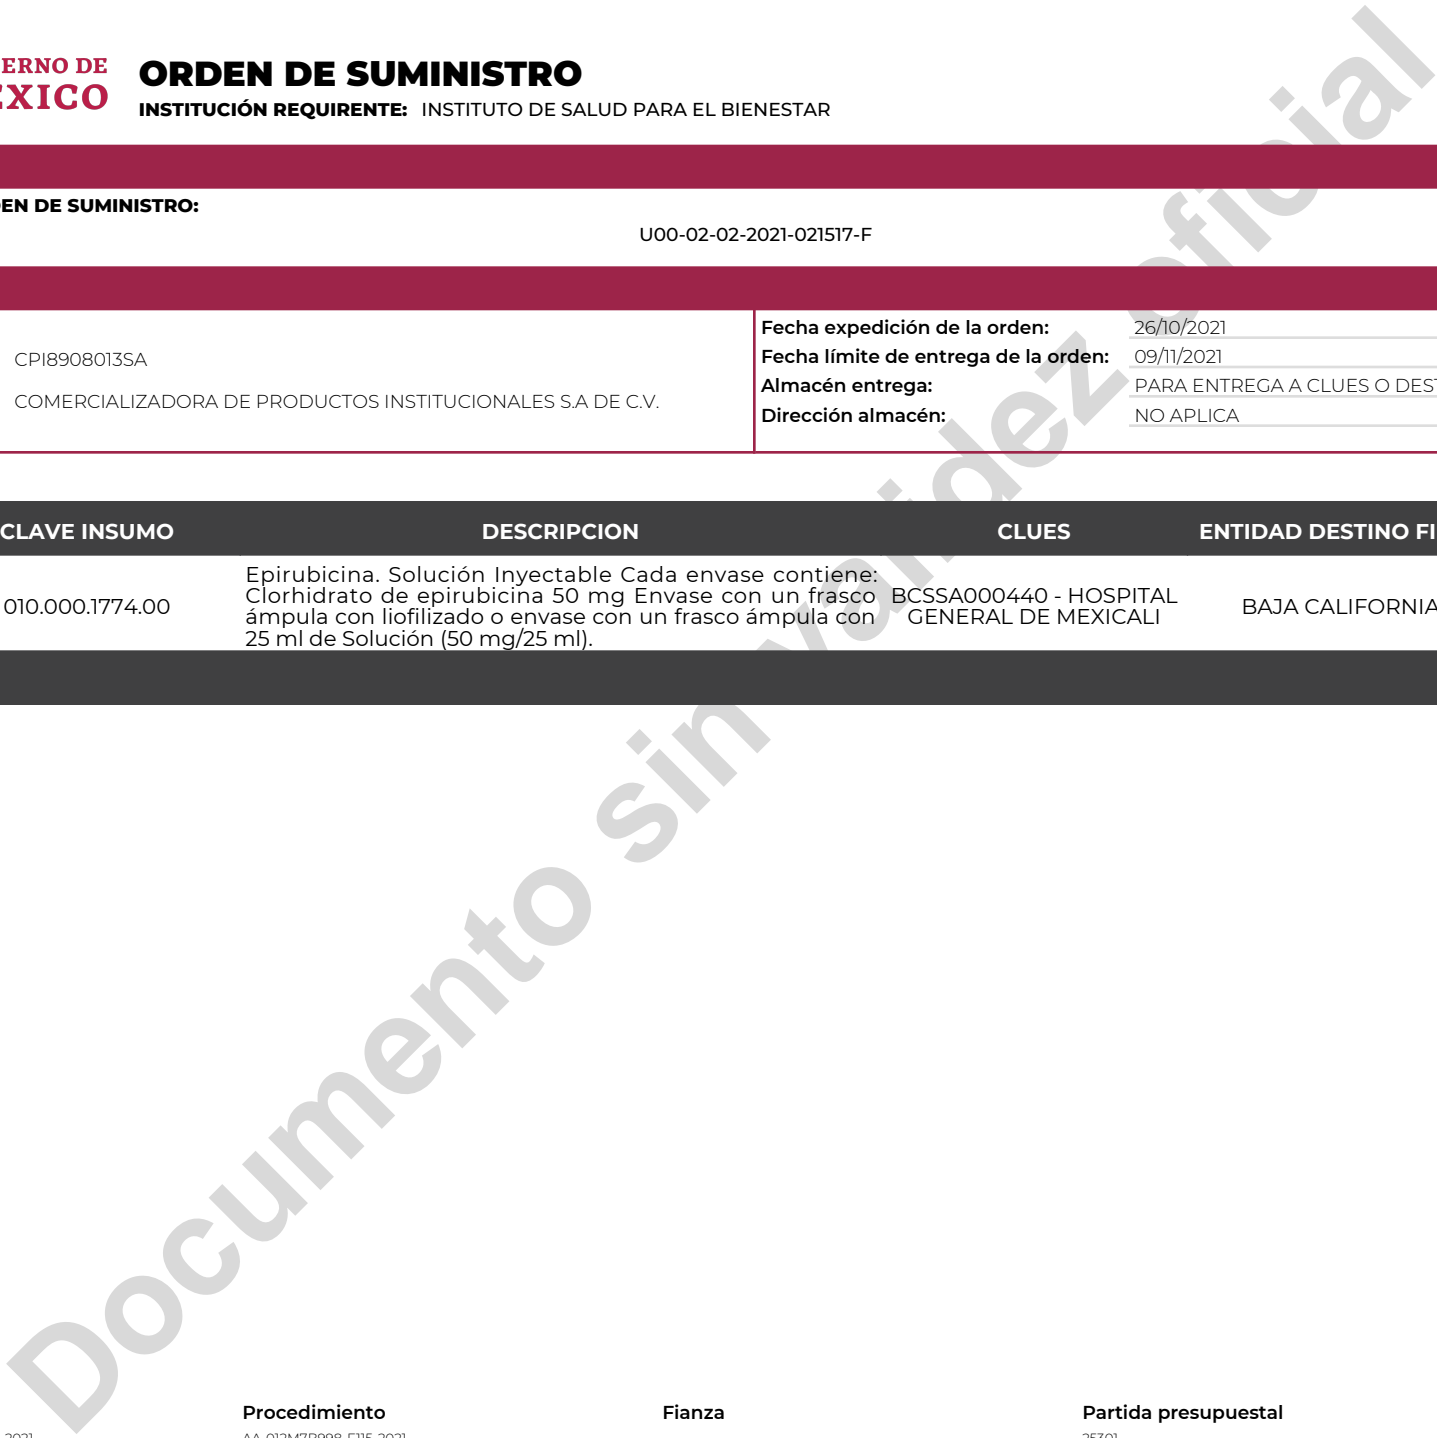 ERNO DE
EXICO
ORDEN DE SUMINISTRO
INSTITUCIÓN REQUIRENTE: INSTITUTO DE SALUD PARA EL BIENESTAR
EN DE SUMINISTRO:
U00-02-02-2021-021517-F
CPI8908013SA
COMERCIALIZADORA DE PRODUCTOS INSTITUCIONALES S.A DE C.V.
Fecha expedición de la orden: 26/10/2021
Fecha límite de entrega de la orden: 09/11/2021
Almacén entrega: PARA ENTREGA A CLUES O DEST
Dirección almacén: NO APLICA
CLAVE INSUMO DESCRIPCION CLUES ENTIDAD DESTINO FI
010.000.1774.00
Epirubicina. Solución Inyectable Cada envase contiene:
Clorhidrato de epirubicina 50 mg Envase con un frasco
ámpula con liofilizado o envase con un frasco ámpula con
25 ml de Solución (50 mg/25 ml).
BCSSA000440 - HOSPITAL
GENERAL DE MEXICALI
BAJA CALIFORNIA
Documento sin validez oficial
Procedimiento Fianza Partida presupuestal